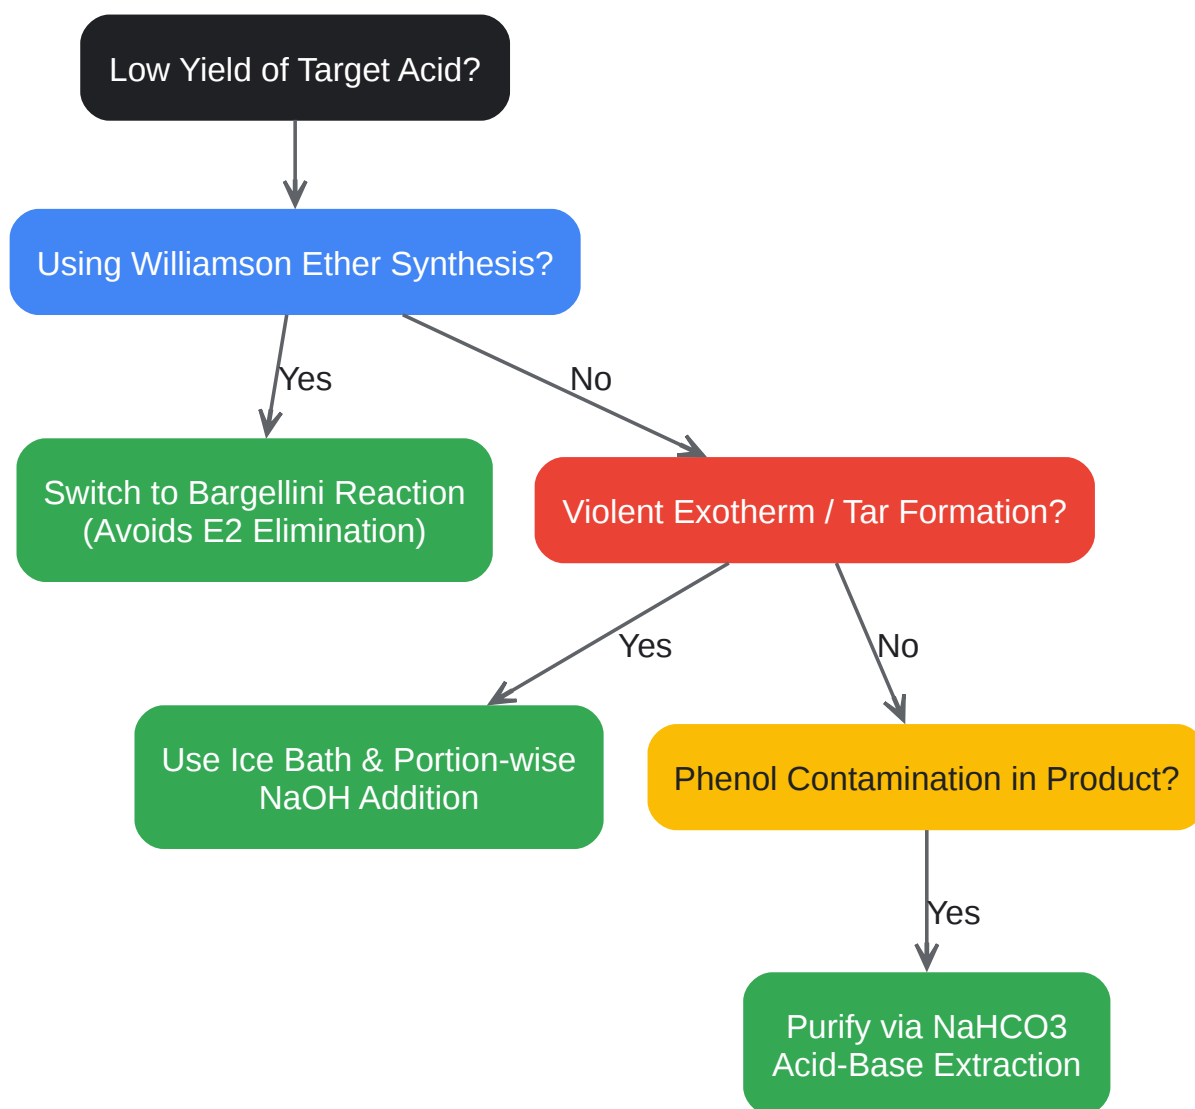 Low Yield of Target Acid?
Using Williamson Ether Synthesis?
Yes
No
Switch to Bargellini Reaction
(Avoids E2 Elimination)
Violent Exotherm / Tar Formation?
Yes
No
Use Ice Bath & Portion-wise
NaOH Addition
Phenol Contamination in Product?
Yes
Purify via NaHCO3
Acid-Base Extraction